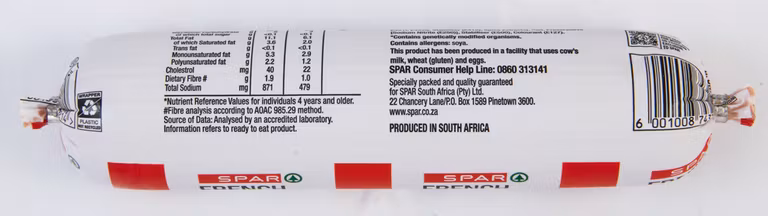 of which Saturated fat g 3.6 2.0
Trans fat g <0.1 <0.1
Monounsaturated fat g 5.3 2.9
Polyunsaturated fat g 2.2 1.2
Cholestrol mg 40 22
Dietary Fibre # g 1.9 1.0
Total Sodium mg 871 479
*Nutrient Reference Values for individuals 4 years and older.
#Fibre analysis according to AOAC 985.29 method.
Source of Data: Analysed by an accredited laboratory.
Information refers to ready to eat product.
*Contains genetically modified organisms.
Contains allergens: soya.
This product has been produced in a facility that uses cow's
milk, wheat (gluten) and eggs.
SPAR Consumer Help Line: 0860 313141
Specially packed and quality guaranteed
for SPAR South Africa (Pty) Ltd.
22 Chancery Lane/P.O. Box 1589 Pinetown 3600.
www.spar.co.za
PRODUCED IN SOUTH AFRICA
WRAPPER
PLASTIC
NOT RECYCLED
6 001008 74
SPAR
FRENCH
SPAR
FRENCH